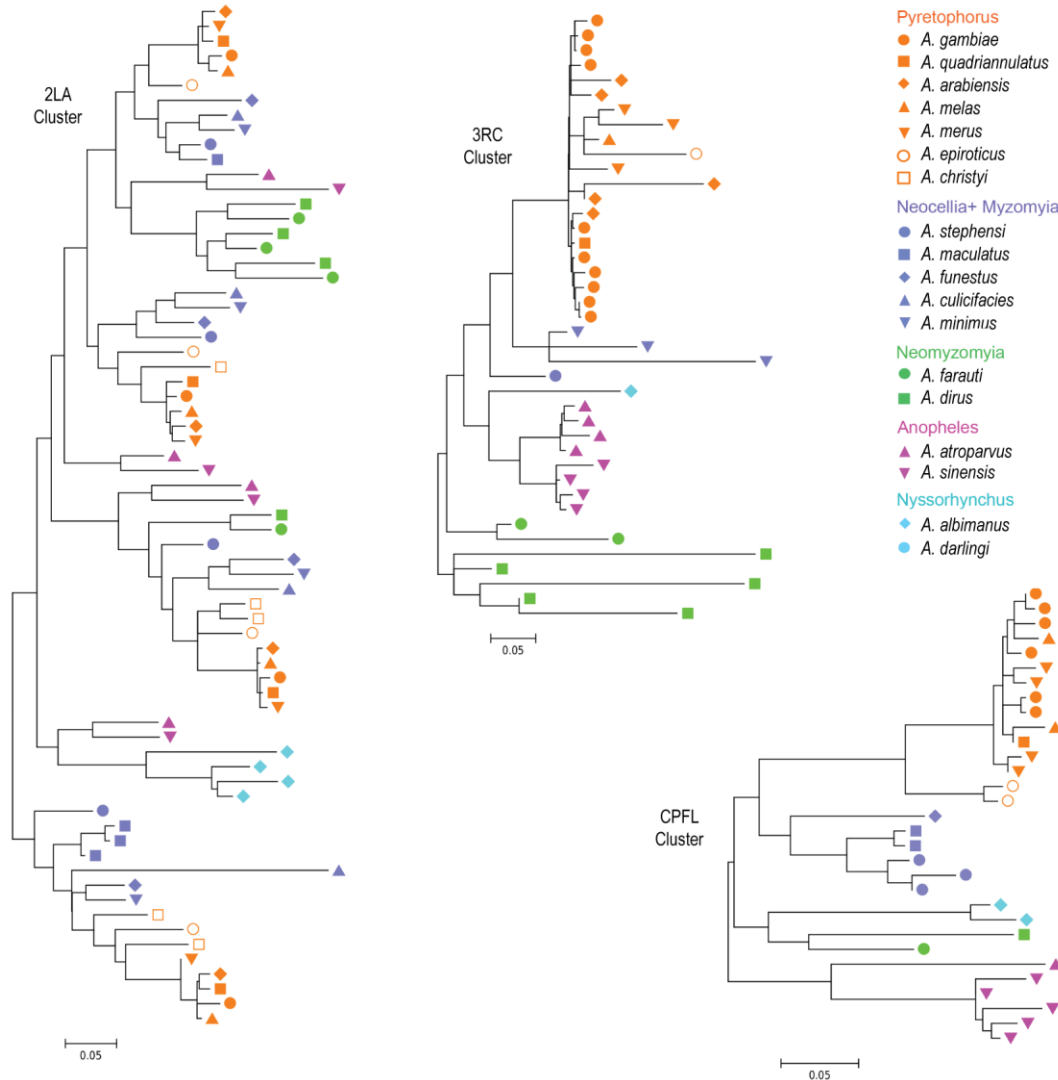 2LA
Cluster
0.05
3RC
Cluster
0.05
Pyretophorus
A. gambiae
A. quadriannulatus
A. arabiensis
A. melas
A. merus
A. epiroticus
A. christyi
Neocellia+ Myzomyia
A. stephensi
A. maculatus
A. funestus
A. culicifacies
A. minimus
Neomyzomyia
A. farauti
A. dirus
Anopheles
A. atroparvus
A. sinensis
Nyssorhynchus
A. albimanus
A. darlingi
CPFL
Cluster
0.05